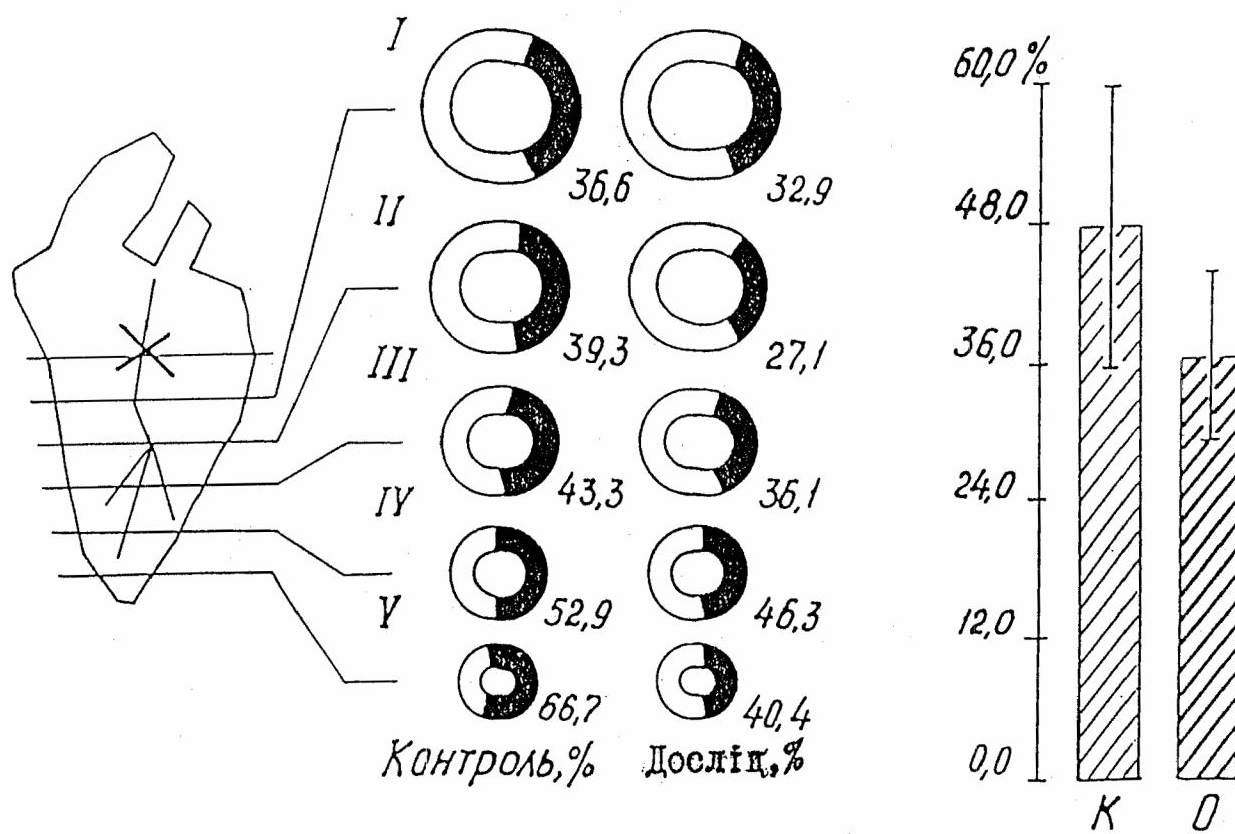 I
36,6 32,9
II
39,3 27,1
III
43,3 36,1
IY
52,9 46,3
Y
66,7 40,4
Контроль,% Дослід,%
60,0 %
48,0
36,0
24,0
12,0
0,0
К О